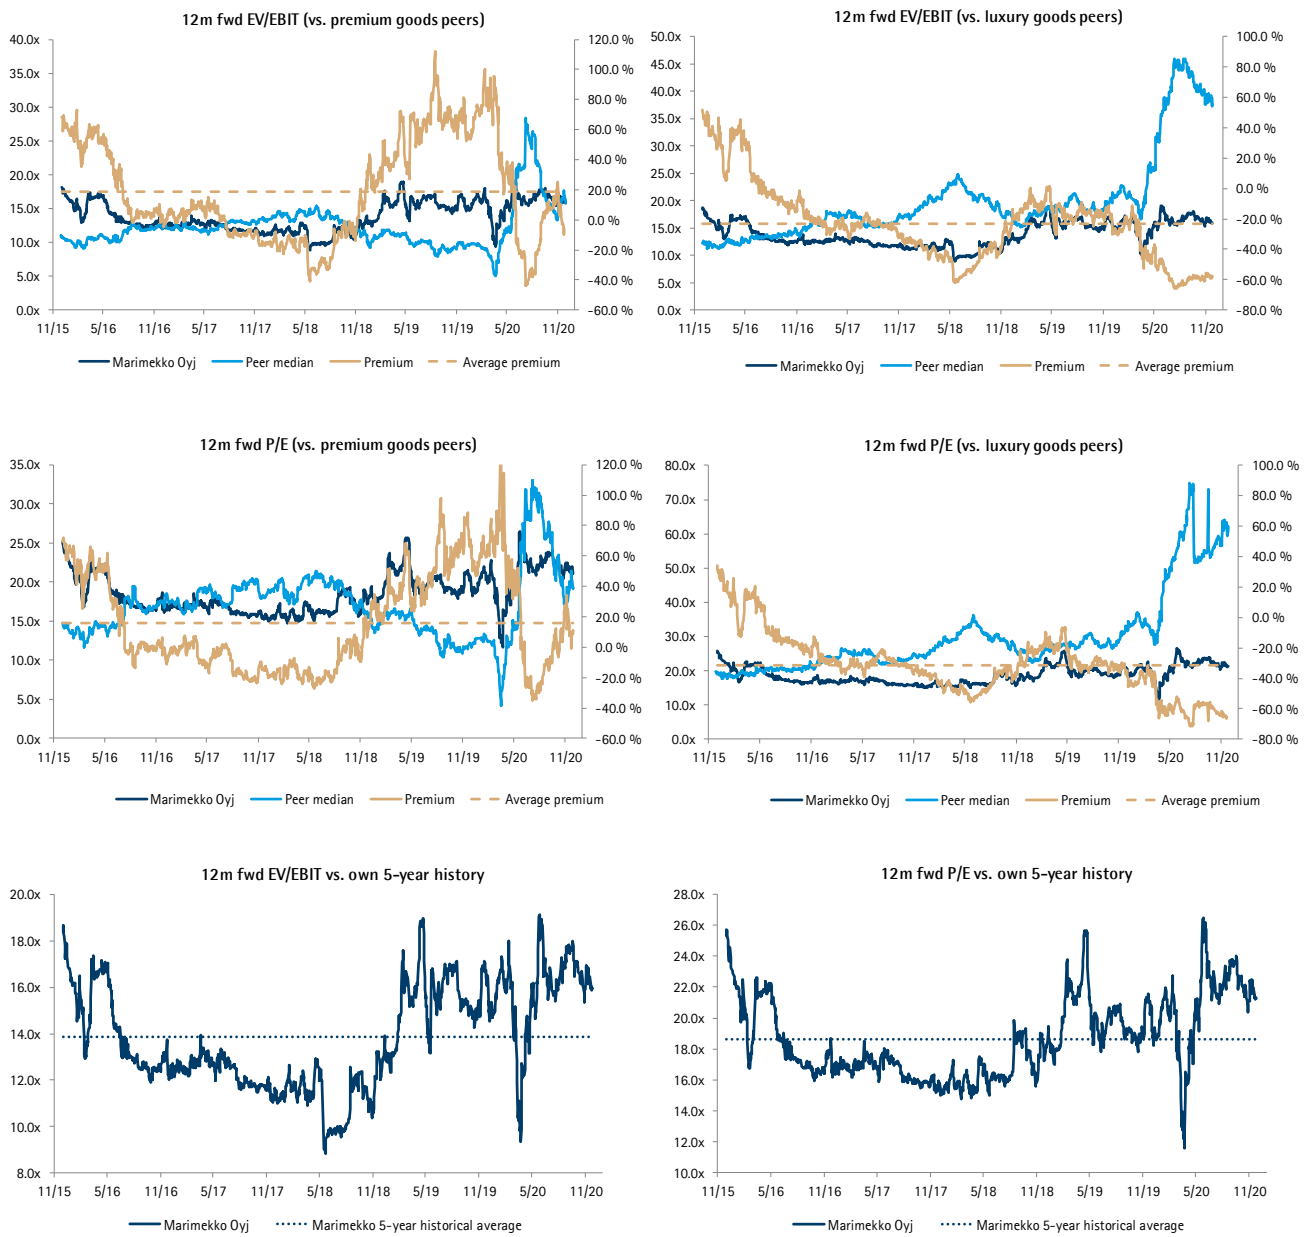 12m fwd EV/EBIT (vs. premium goods peers)
40.0x
35.0x
30.0x
25.0x
20.0x
15.0x
10.0x
5.0x
0.0x
120.0 %
100.0 %
80.0 %
60.0 %
40.0 %
20.0 %
0.0 %
-20.0 %
-40.0 %
-60.0 %
11/15 5/16 11/16 5/17 11/17 5/18 11/18 5/19 11/19 5/20 11/20
Marimekko Oyj Peer median Premium Average premium
12m fwd EV/EBIT (vs. luxury goods peers)
50.0x
45.0x
40.0x
35.0x
30.0x
25.0x
20.0x
15.0x
10.0x
5.0x
0.0x
100.0 %
80.0 %
60.0 %
40.0 %
20.0 %
0.0 %
-20.0 %
-40.0 %
-60.0 %
-80.0 %
11/15 5/16 11/16 5/17 11/17 5/18 11/18 5/19 11/19 5/20 11/20
Marimekko Oyj Peer median Premium Average premium
12m fwd P/E (vs. premium goods peers)
35.0x
30.0x
25.0x
20.0x
15.0x
10.0x
5.0x
0.0x
120.0 %
100.0 %
80.0 %
60.0 %
40.0 %
20.0 %
0.0 %
-20.0 %
-40.0 %
-60.0 %
11/15 5/16 11/16 5/17 11/17 5/18 11/18 5/19 11/19 5/20 11/20
Marimekko Oyj Peer median Premium Average premium
12m fwd P/E (vs. luxury goods peers)
80.0x
70.0x
60.0x
50.0x
40.0x
30.0x
20.0x
10.0x
0.0x
100.0 %
80.0 %
60.0 %
40.0 %
20.0 %
0.0 %
-20.0 %
-40.0 %
-60.0 %
-80.0 %
11/15 5/16 11/16 5/17 11/17 5/18 11/18 5/19 11/19 5/20 11/20
Marimekko Oyj Peer median Premium Average premium
12m fwd EV/EBIT vs. own 5-year history
20.0x
18.0x
16.0x
14.0x
12.0x
10.0x
8.0x
11/15 5/16 11/16 5/17 11/17 5/18 11/18 5/19 11/19 5/20 11/20
Marimekko Oyj Marimekko 5-year historical average
12m fwd P/E vs. own 5-year history
28.0x
26.0x
24.0x
22.0x
20.0x
18.0x
16.0x
14.0x
12.0x
10.0x
11/15 5/16 11/16 5/17 11/17 5/18 11/18 5/19 11/19 5/20 11/20
Marimekko Oyj Marimekko 5-year historical average